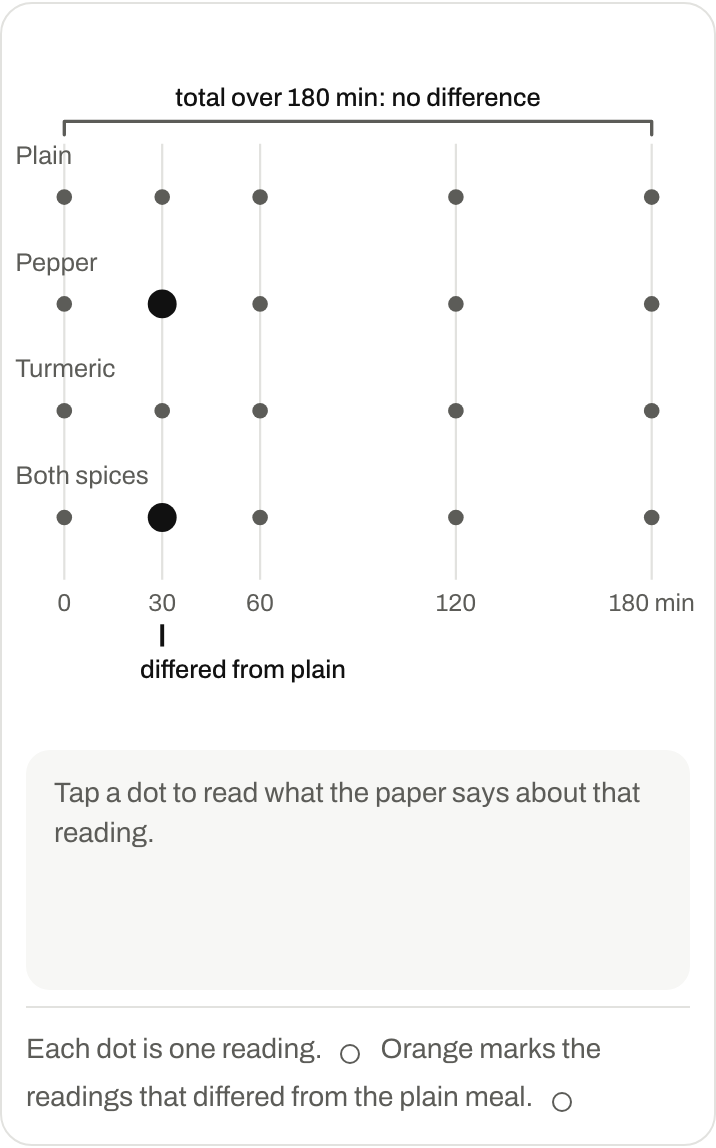 total over 180 min: no difference
Plain
Pepper
Turmeric
Both spices
0 30 60 120 180 min
differed from plain
Tap a dot to read what the paper says about that
reading.
Each dot is one reading. Orange marks the
readings that differed from the plain meal.